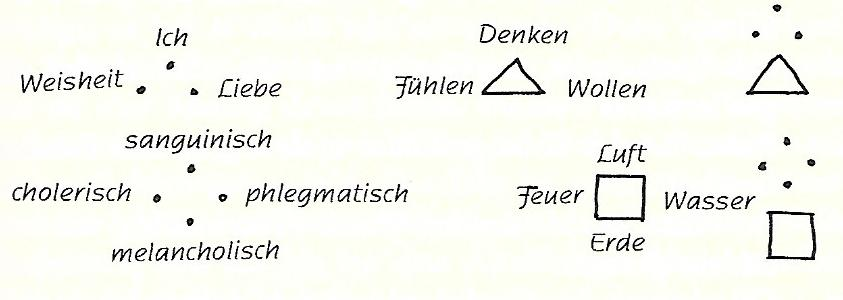 Ich
Denken
Weisheit Liebe
Fühlen Wollen
sanguinisch
Luft
cholerisch phlegmatisch
Feuer Wasser
melancholisch
Erde